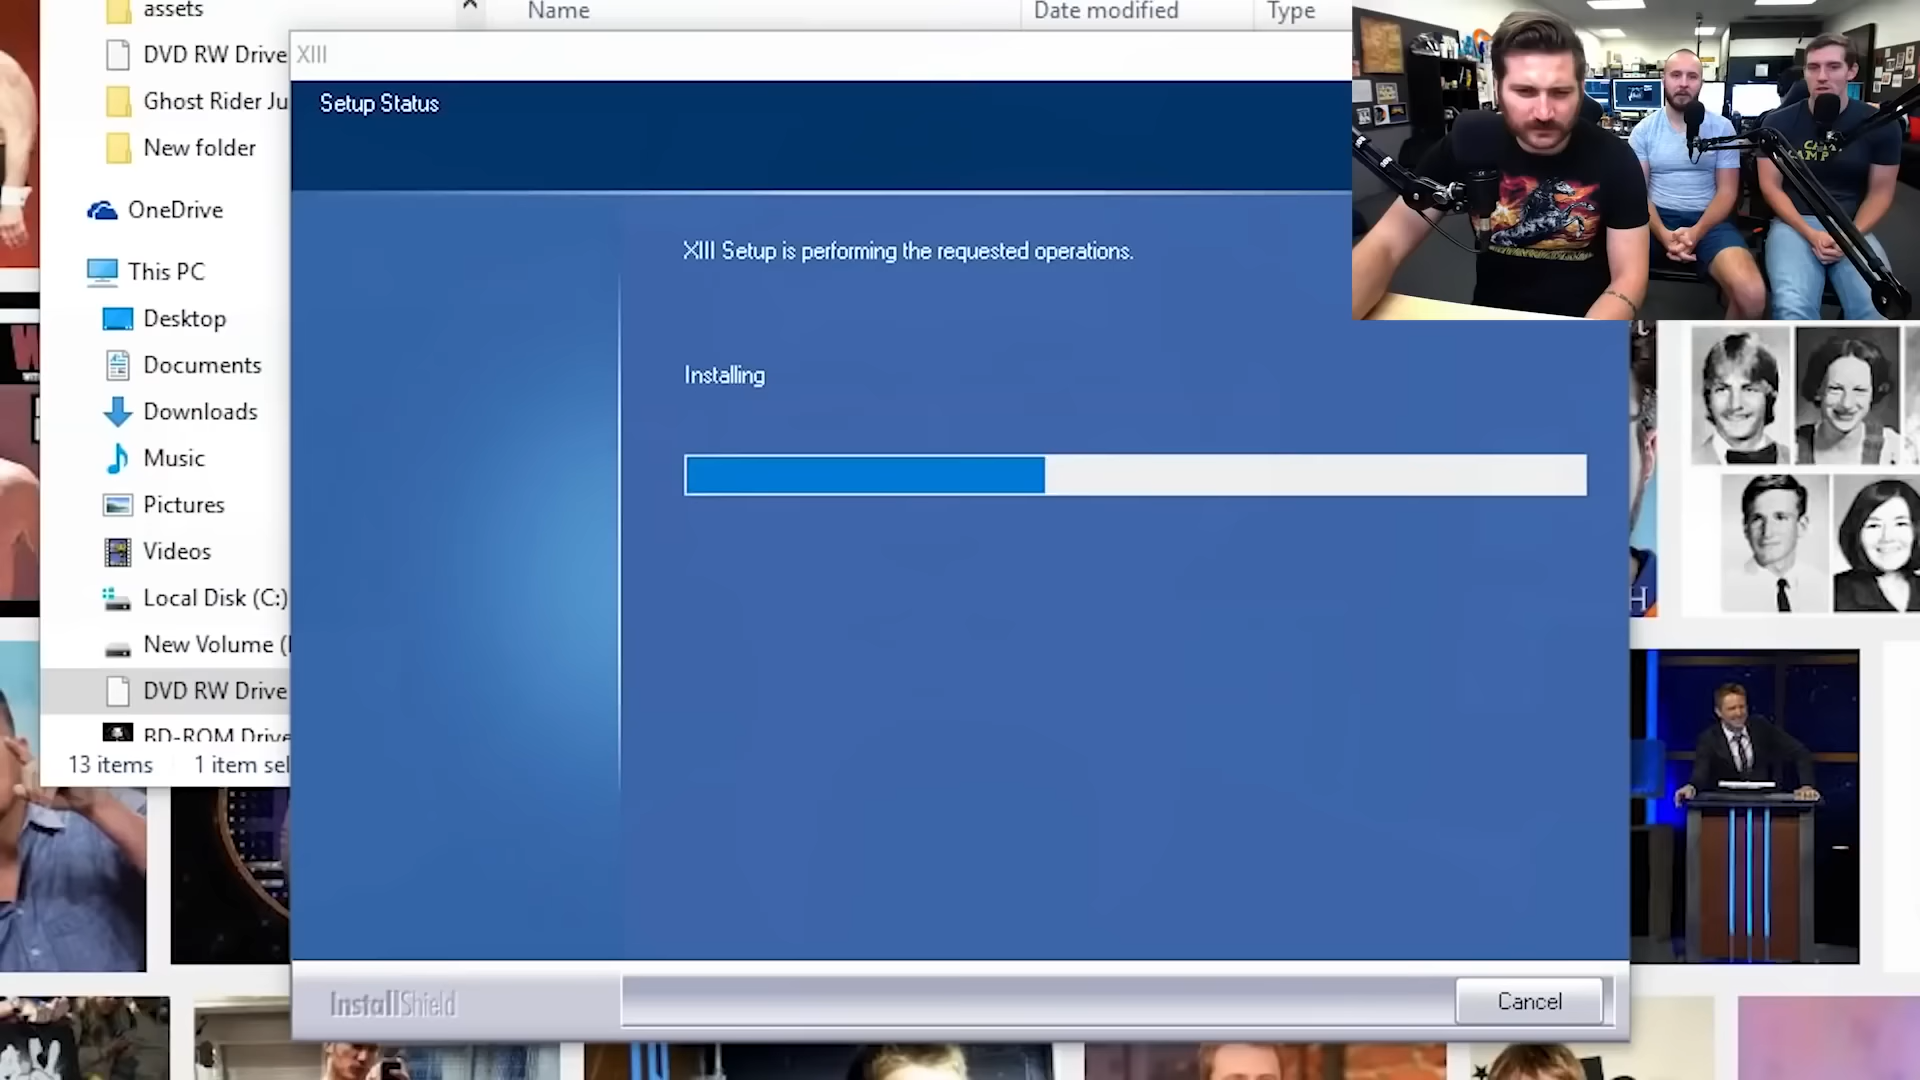 assets
Name
Date modified
Type
DVD RW Drive
XIII
Ghost Rider Ju
Setup Status
New folder
OneDrive
XIII Setup is performing the requested operations.
This PC
Desktop
Documents
Installing
Downloads
Music
Pictures
Videos
Local Disk (C:)
New Volume (
DVD RW Drive
BD-ROM Drive
13 items
1 item sel
InstallShield
Cancel